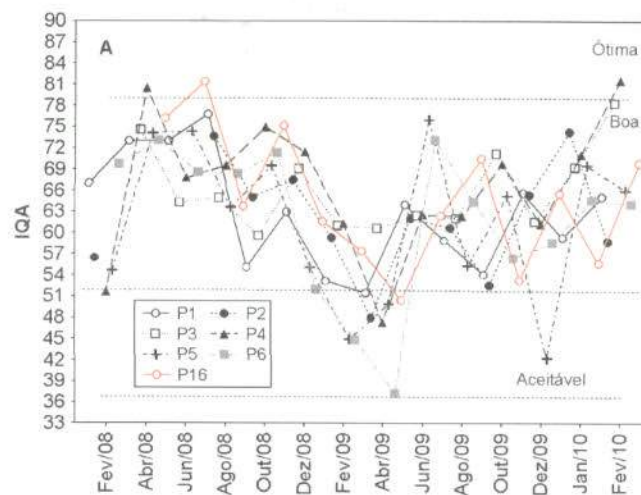 A
Ótima
Boa
Aceitável
IQA
90
87
84
81
78
75
72
69
66
63
60
57
54
51
48
45
42
39
36
33
P1 P2
P3 P4
P5 P6
P16
Fev/08 Abr/08 Jun/08 Ago/08 Out/08 Dez/08 Fev/09 Abr/09 Jun/09 Ago/09 Out/09 Dez/09 Jan/10 Fev/10